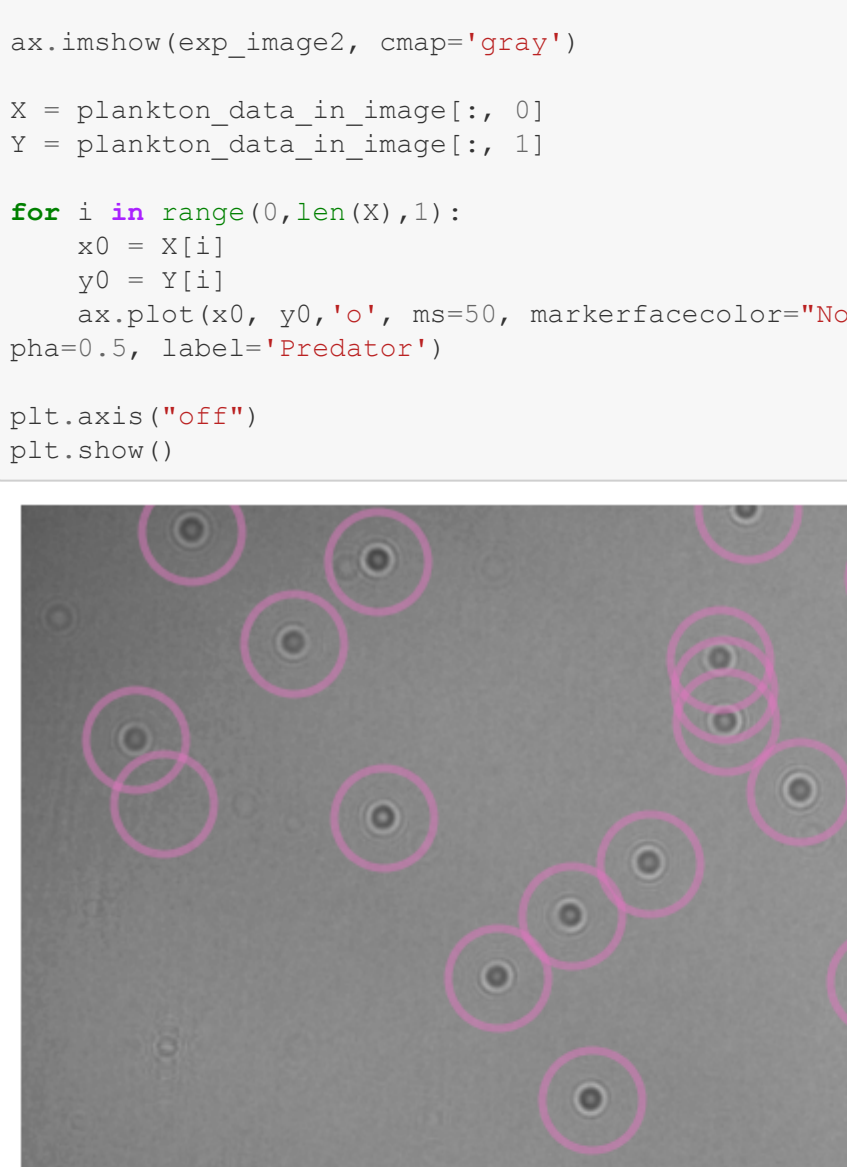 ax.imshow(exp_image2, cmap='gray')
X = plankton_data_in_image[:, 0]
Y = plankton_data_in_image[:, 1]
for i in range(0,len(X),1):
    x0 = X[i]
    y0 = Y[i]
    ax.plot(x0, y0,'o', ms=50, markerfacecolor="No
pha=0.5, label='Predator')
plt.axis("off")
plt.show()